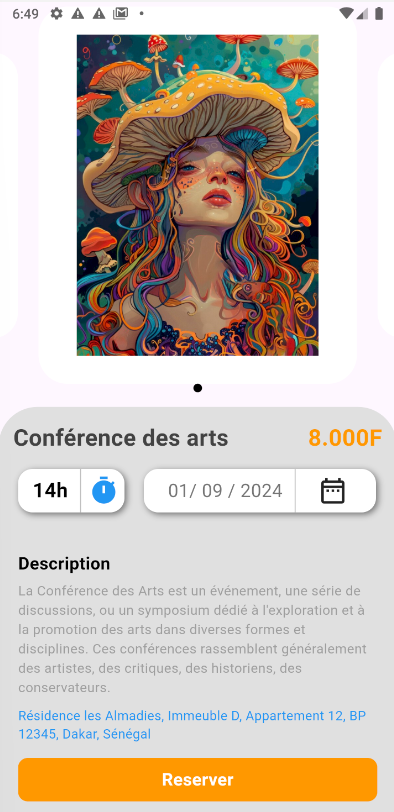 6:49
Conférence des arts
8.000F
14h
01/ 09 / 2024
Description
La Conférence des Arts est un événement, une série de
discussions, ou un symposium dédié à l'exploration et à
la promotion des arts dans diverses formes et
disciplines. Ces conférences rassemblent généralement
des artistes, des critiques, des historiens, des
conservateurs.
Résidence les Almadies, Immeuble D, Appartement 12, BP
12345, Dakar, Sénégal
Reserver